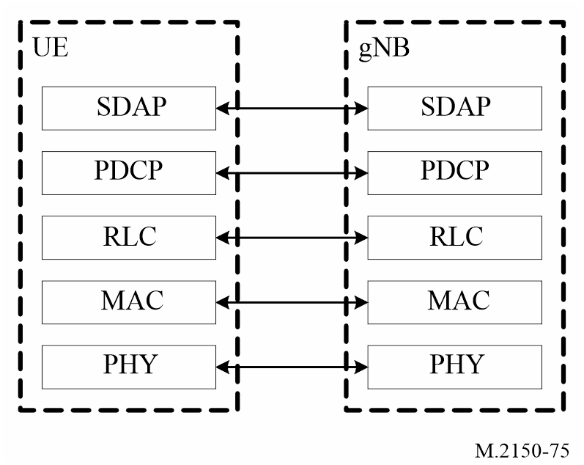 UE
gNB
SDAP
SDAP
PDCP
PDCP
RLC
RLC
MAC
MAC
PHY
PHY
M.2150-75